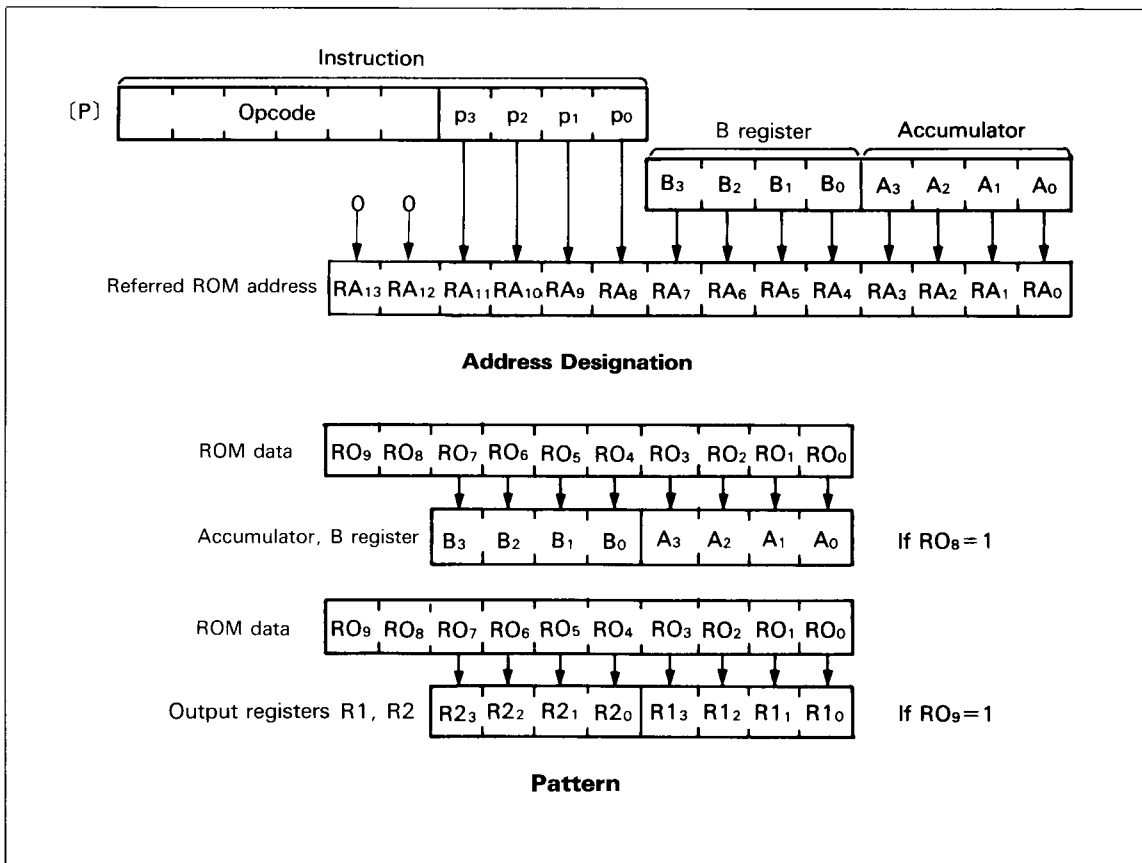 Instruction
[P] Opcode p3 p2 p1 p0
B register Accumulator
B3 B2 B1 B0 A3 A2 A1 A0
0 0
Referred ROM address RA13 RA12 RA11 RA10 RA9 RA8 RA7 RA6 RA5 RA4 RA3 RA2 RA1 RA0
Address Designation
ROM data RO9 RO8 RO7 RO6 RO5 RO4 RO3 RO2 RO1 RO0
Accumulator, B register B3 B2 B1 B0 A3 A2 A1 A0 If RO8=1
ROM data RO9 RO8 RO7 RO6 RO5 RO4 RO3 RO2 RO1 RO0
Output registers R1, R2 R23 R22 R21 R20 R13 R12 R11 R10 If RO9=1
Pattern